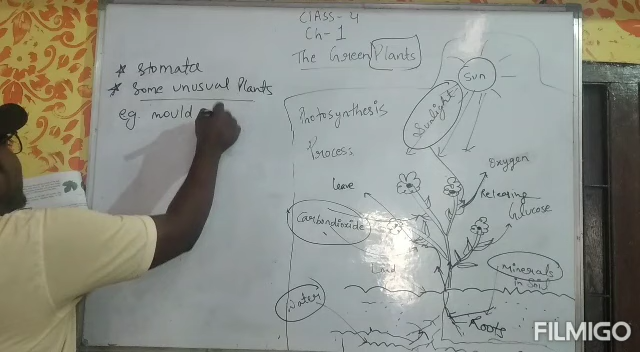 CLASS-4
Ch-1
The Green Plants
* Stomata
* Some unusual Plants
eg. mould
Photosynthesis
Process:
Sun
Sunlight
Oxygen
Releasing
Glucose
Leave
Carbondioxide
Minerals
in Soil
Water
Roots
FILMIGO